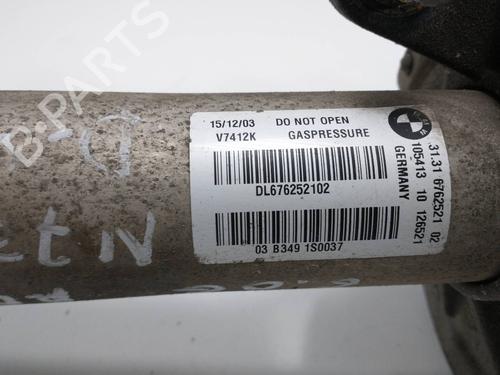 B-PARTS
15/12/03 DO NOT OPEN
V7412K GASPRESSURE
DL676252102
03 B349 1S0037
31.31 6762521 02
105413 10 126521
GERMANY